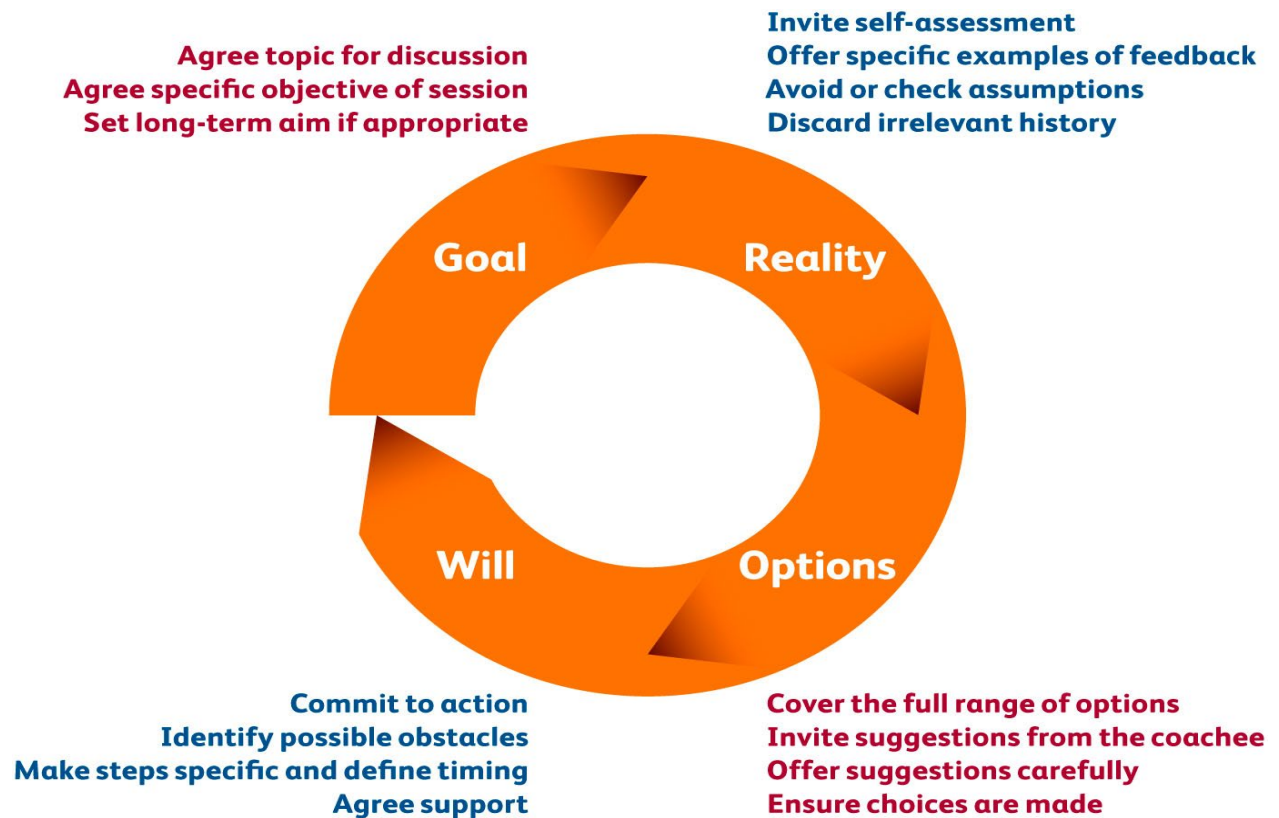 Agree topic for discussion
Agree specific objective of session
Set long-term aim if appropriate
Invite self-assessment
Offer specific examples of feedback
Avoid or check assumptions
Discard irrelevant history
Goal
Reality
Will
Options
Commit to action
Identify possible obstacles
Make steps specific and define timing
Agree support
Cover the full range of options
Invite suggestions from the coachee
Offer suggestions carefully
Ensure choices are made